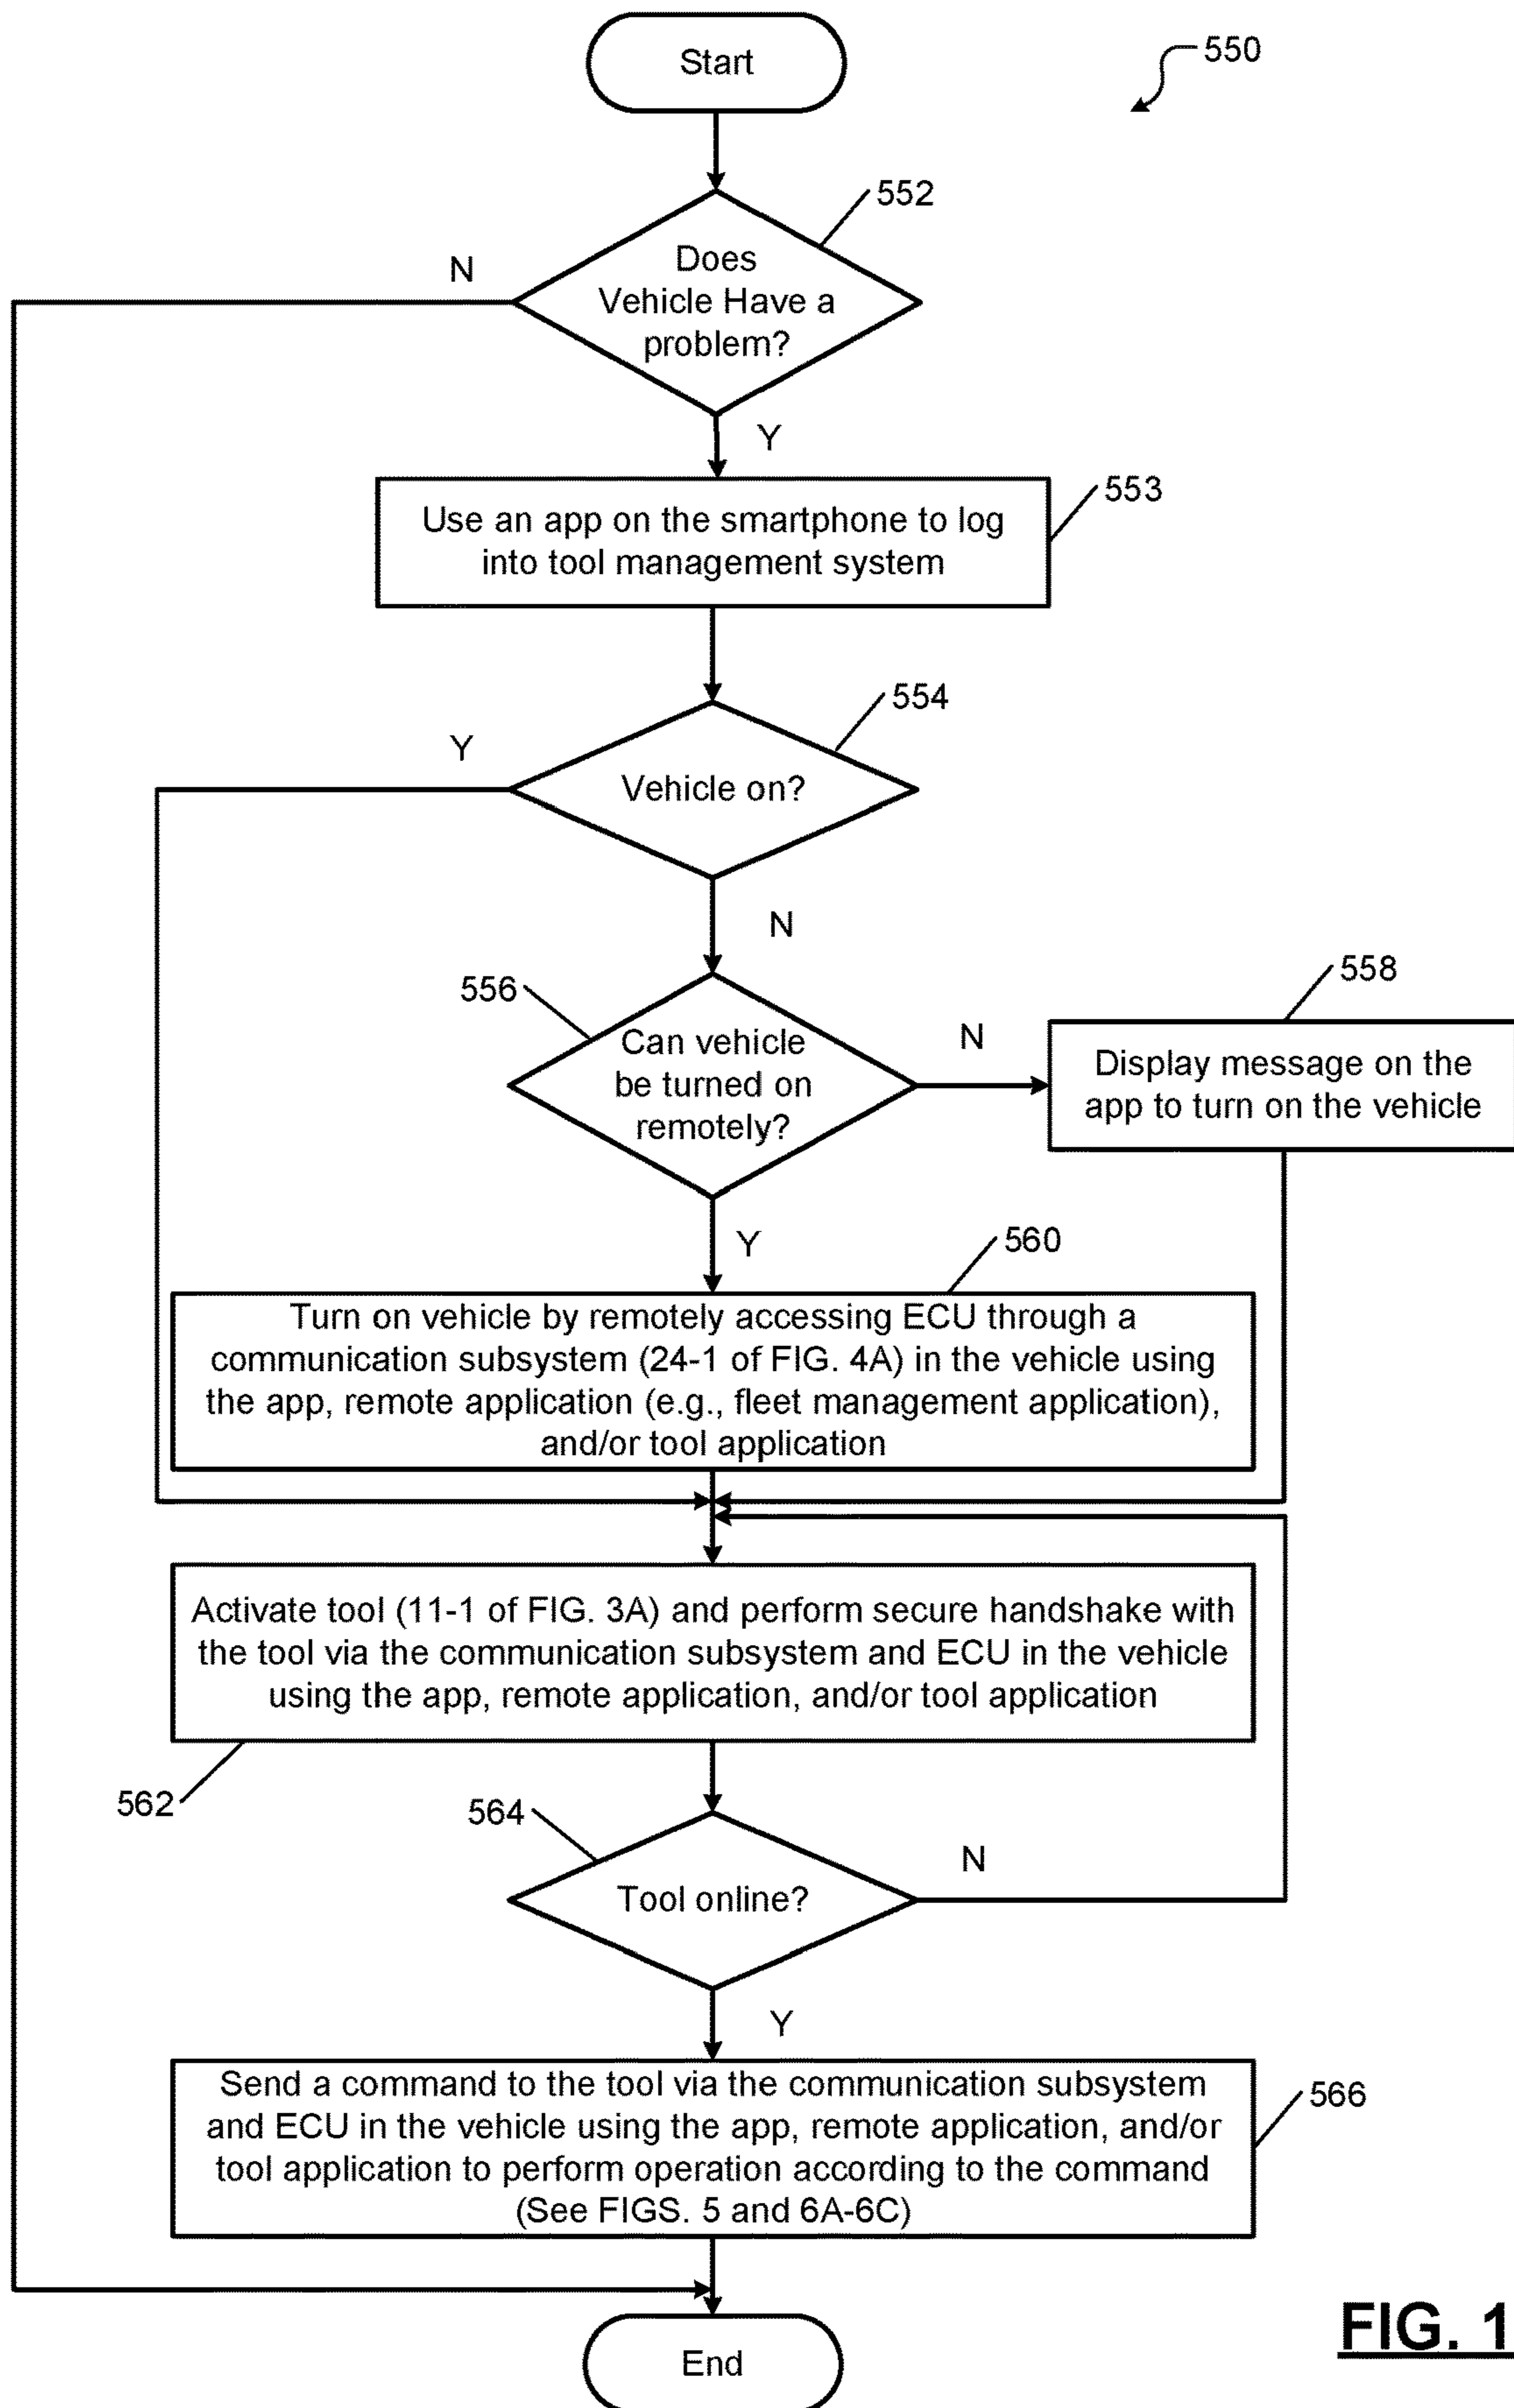 Start
550
552
Does
Vehicle Have a
problem?
N
Y
553
Use an app on the smartphone to log
into tool management system
554
Y
Vehicle on?
N
556
558
Can vehicle
be turned on
remotely?
N
Display message on the
app to turn on the vehicle
Y
560
Turn on vehicle by remotely accessing ECU through a
communication subsystem (24-1 of FIG. 4A) in the vehicle using
the app, remote application (e.g., fleet management application),
and/or tool application
Activate tool (11-1 of FIG. 3A) and perform secure handshake with
the tool via the communication subsystem and ECU in the vehicle
using the app, remote application, and/or tool application
562
564
N
Tool online?
Y
Send a command to the tool via the communication subsystem
and ECU in the vehicle using the app, remote application, and/or
tool application to perform operation according to the command
(See FIGS. 5 and 6A-6C)
566
FIG. 1
End